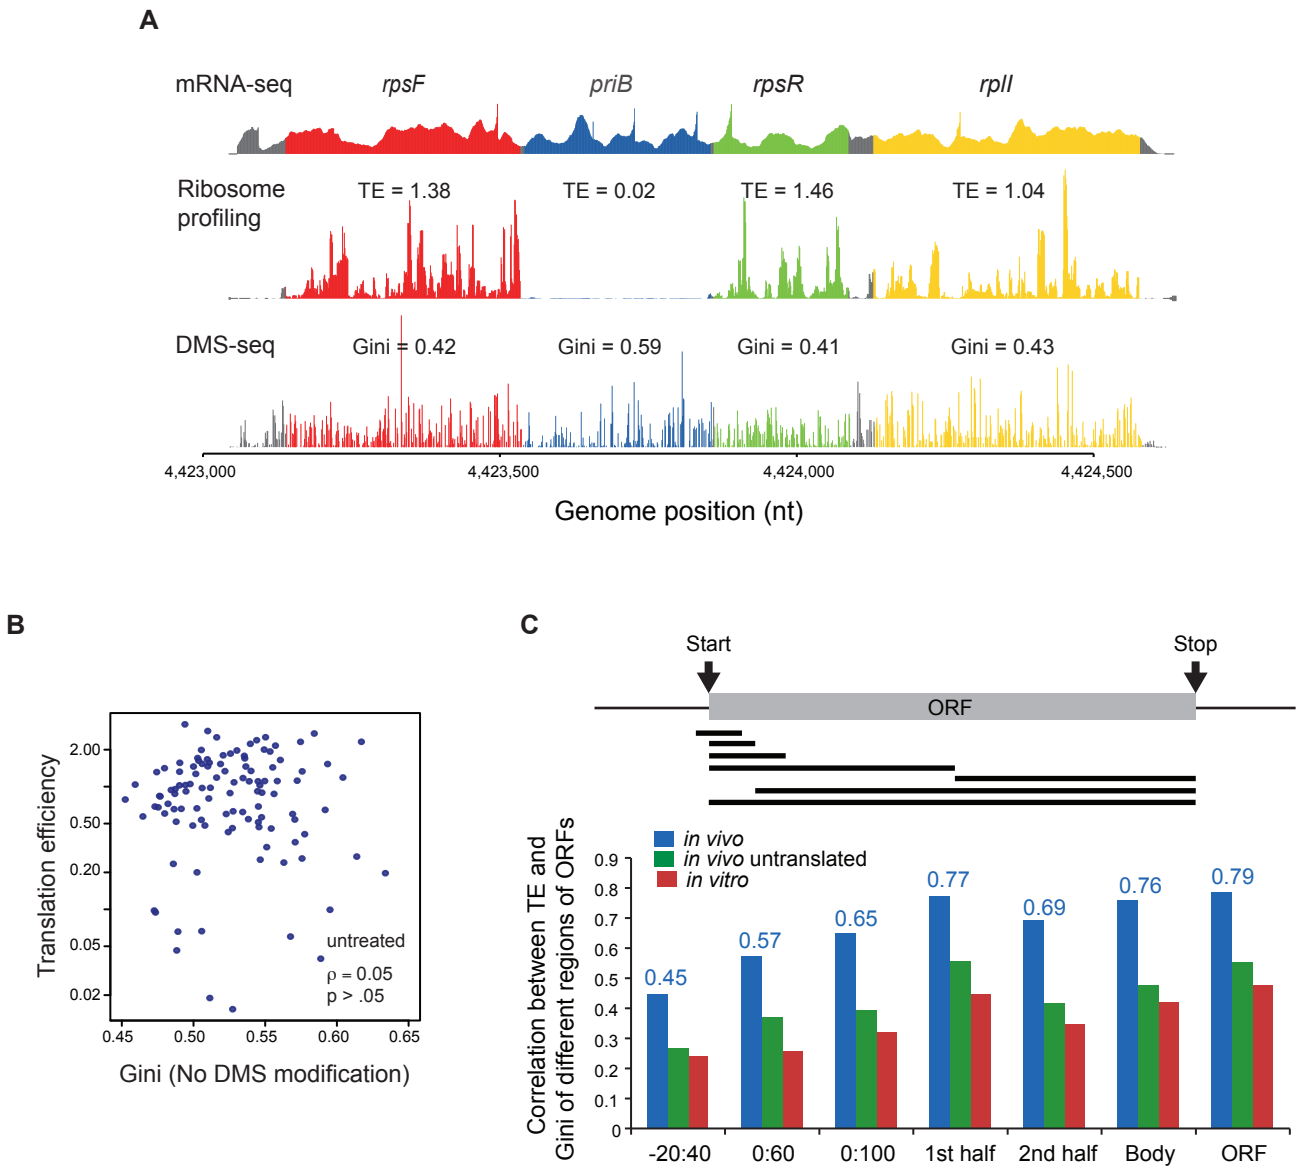 A
mRNA-seq rpsF priB rpsR rplI
Ribosome profiling
TE = 1.38 TE = 0.02 TE = 1.46 TE = 1.04
DMS-seq
Gini = 0.42 Gini = 0.59 Gini = 0.41 Gini = 0.43
4,423,000 4,423,500 4,424,000 4,424,500
Genome position (nt)
B
Translation efficiency
2.00
0.50
0.20
0.05
0.02
untreated
ρ = 0.05
p > .05
0.45 0.50 0.55 0.60 0.65
Gini (No DMS modification)
C
Start Stop
ORF
in vivo
in vivo untranslated
in vitro
Correlation between TE and
Gini of different regions of ORFs
0.9
0.8
0.7
0.6
0.5
0.4
0.3
0.2
0.1
0
0.45 0.57 0.65 0.77 0.69 0.76 0.79
-20:40 0:60 0:100 1st half 2nd half Body ORF